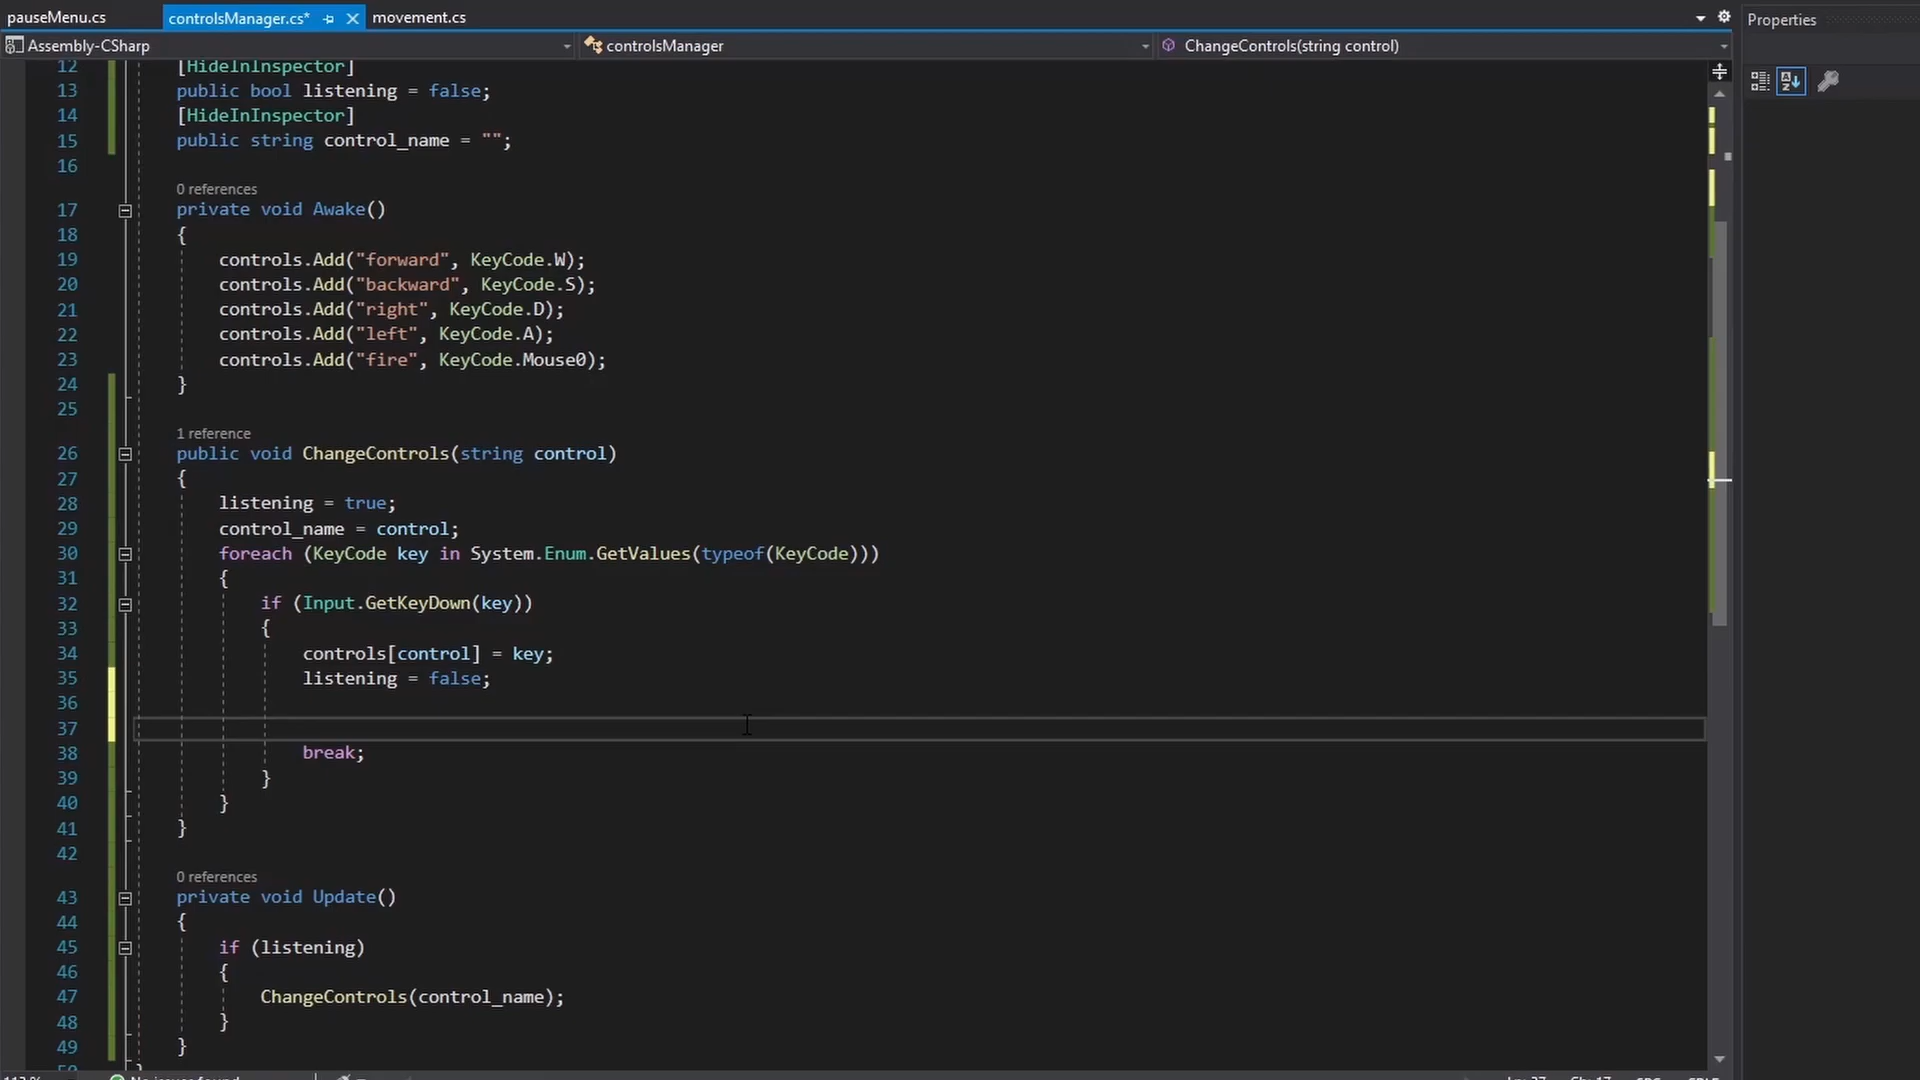 pauseMenu.cs controlsManager.cs* movement.cs Properties
Assembly-CSharp controlsManager ChangeControls(string control)
12 [HideInInspector]
13 public bool listening = false;
14 [HideInInspector]
15 public string control_name = "";
16
0 references
17 private void Awake()
18 {
19 controls.Add("forward", KeyCode.W);
20 controls.Add("backward", KeyCode.S);
21 controls.Add("right", KeyCode.D);
22 controls.Add("left", KeyCode.A);
23 controls.Add("fire", KeyCode.Mouse0);
24 }
25
1 reference
26 public void ChangeControls(string control)
27 {
28 listening = true;
29 control_name = control;
30 foreach (KeyCode key in System.Enum.GetValues(typeof(KeyCode)))
31 {
32 if (Input.GetKeyDown(key))
33 {
34 controls[control] = key;
35 listening = false;
36
37
38 break;
39 }
40 }
41 }
42
0 references
43 private void Update()
44 {
45 if (listening)
46 {
47 ChangeControls(control_name);
48 }
49 }